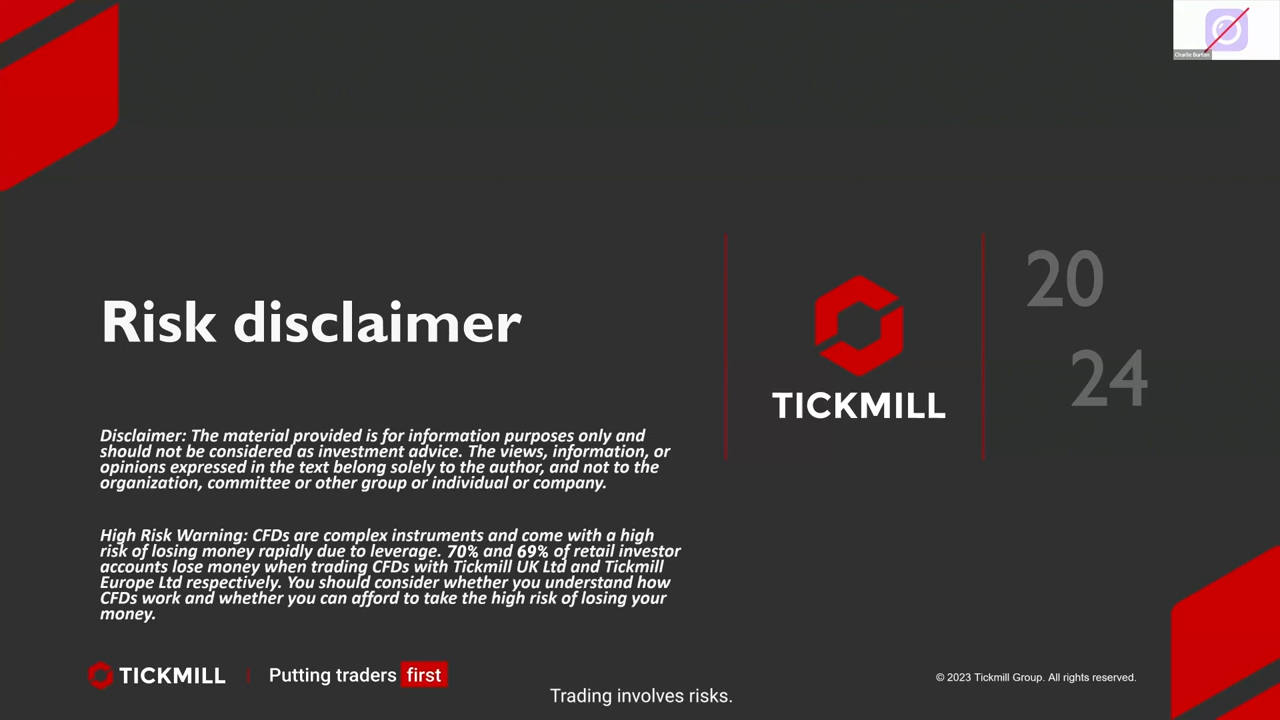 Charlie Burton
20
24
Risk disclaimer
TICKMILL
Disclaimer: The material provided is for information purposes only and
should not be considered as investment advice. The views, information, or
opinions expressed in the text belong solely to the author, and not to the
organization, committee or other group or individual or company.
High Risk Warning: CFDs are complex instruments and come with a high
risk of losing money rapidly due to leverage. 70% and 69% of retail investor
accounts lose money when trading CFDs with Tickmill UK Ltd and Tickmill
Europe Ltd respectively. You should consider whether you understand how
CFDs work and whether you can afford to take the high risk of losing your
money.
TICKMILL | Putting traders first
© 2023 Tickmill Group. All rights reserved.
Trading involves risks.